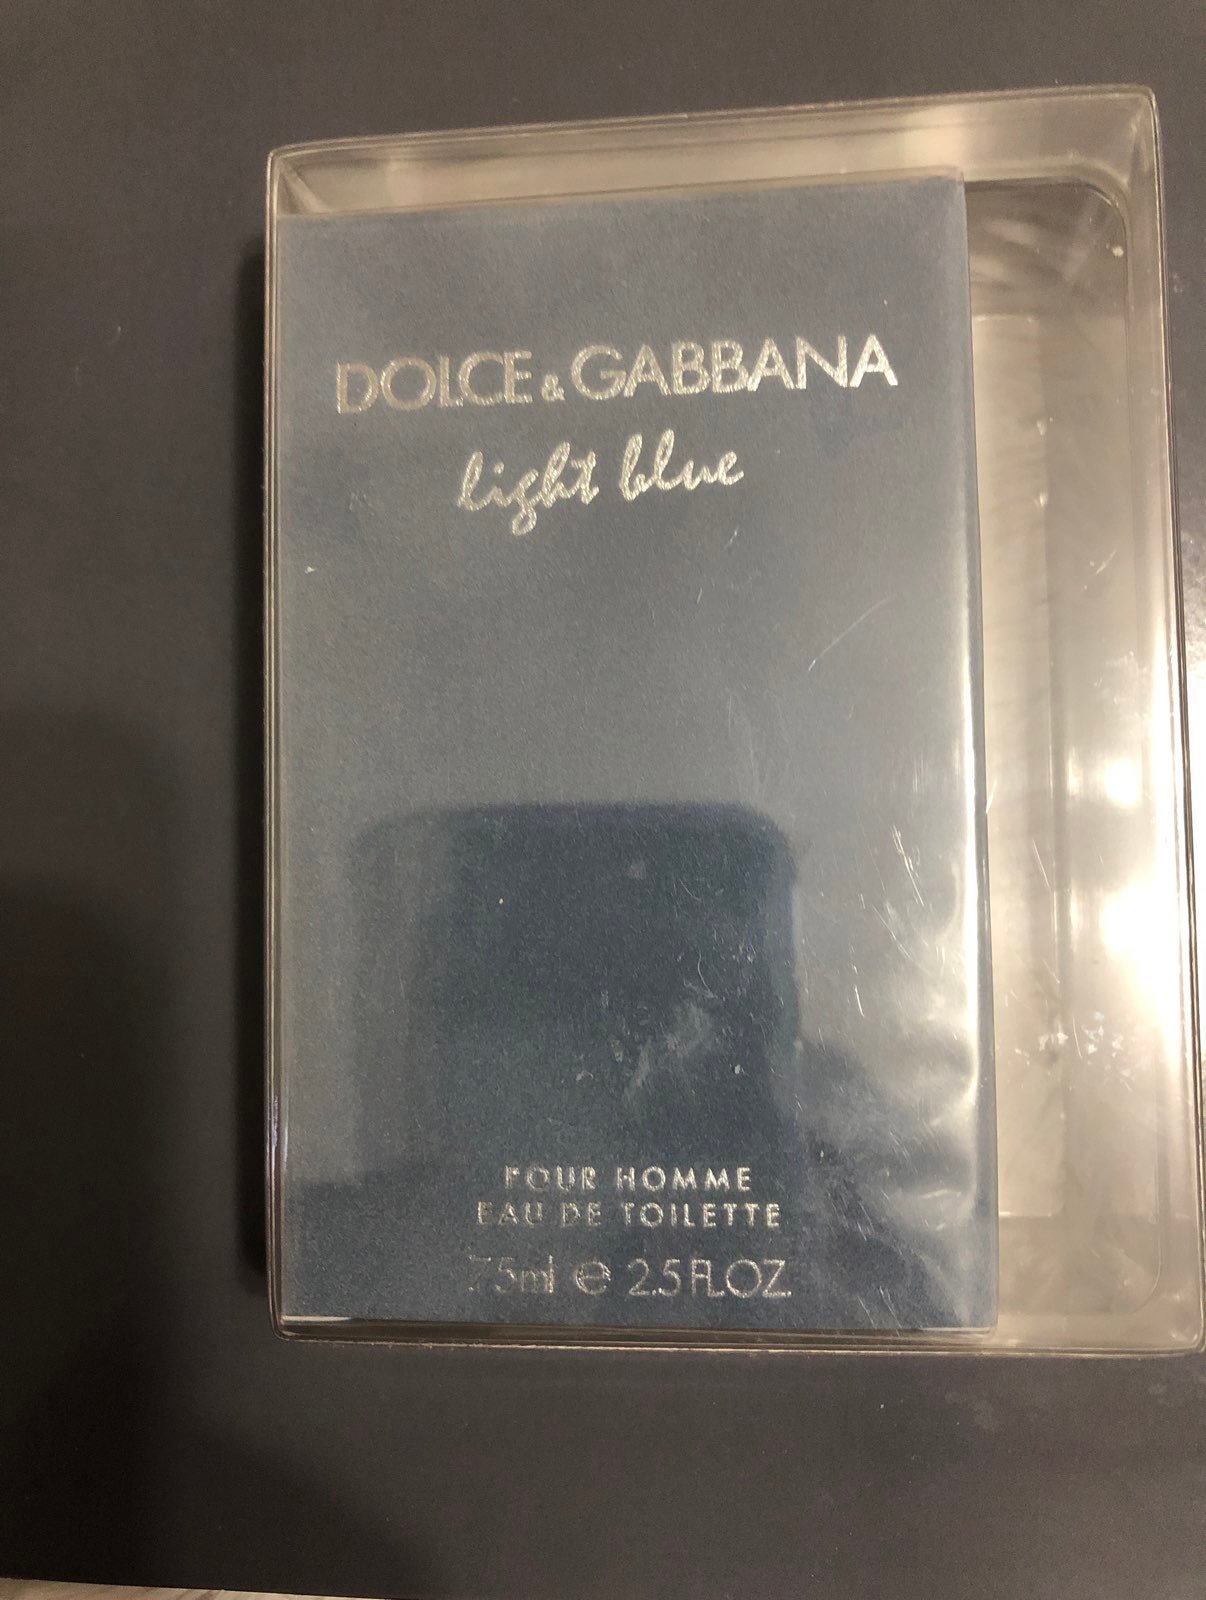 DOLCE & GABBANA
light blue
POUR HOMME
EAU DE TOILETTE
75ml e 2.5 FL.OZ.